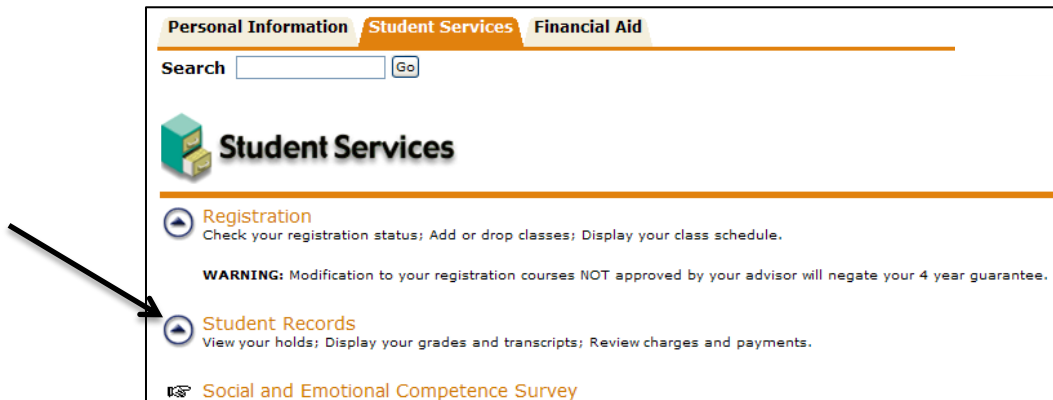 Personal Information Student Services Financial Aid
Search Go
Student Services
Registration
Check your registration status; Add or drop classes; Display your class schedule.
WARNING: Modification to your registration courses NOT approved by your advisor will negate your 4 year guarantee.
Student Records
View your holds; Display your grades and transcripts; Review charges and payments.
Social and Emotional Competence Survey